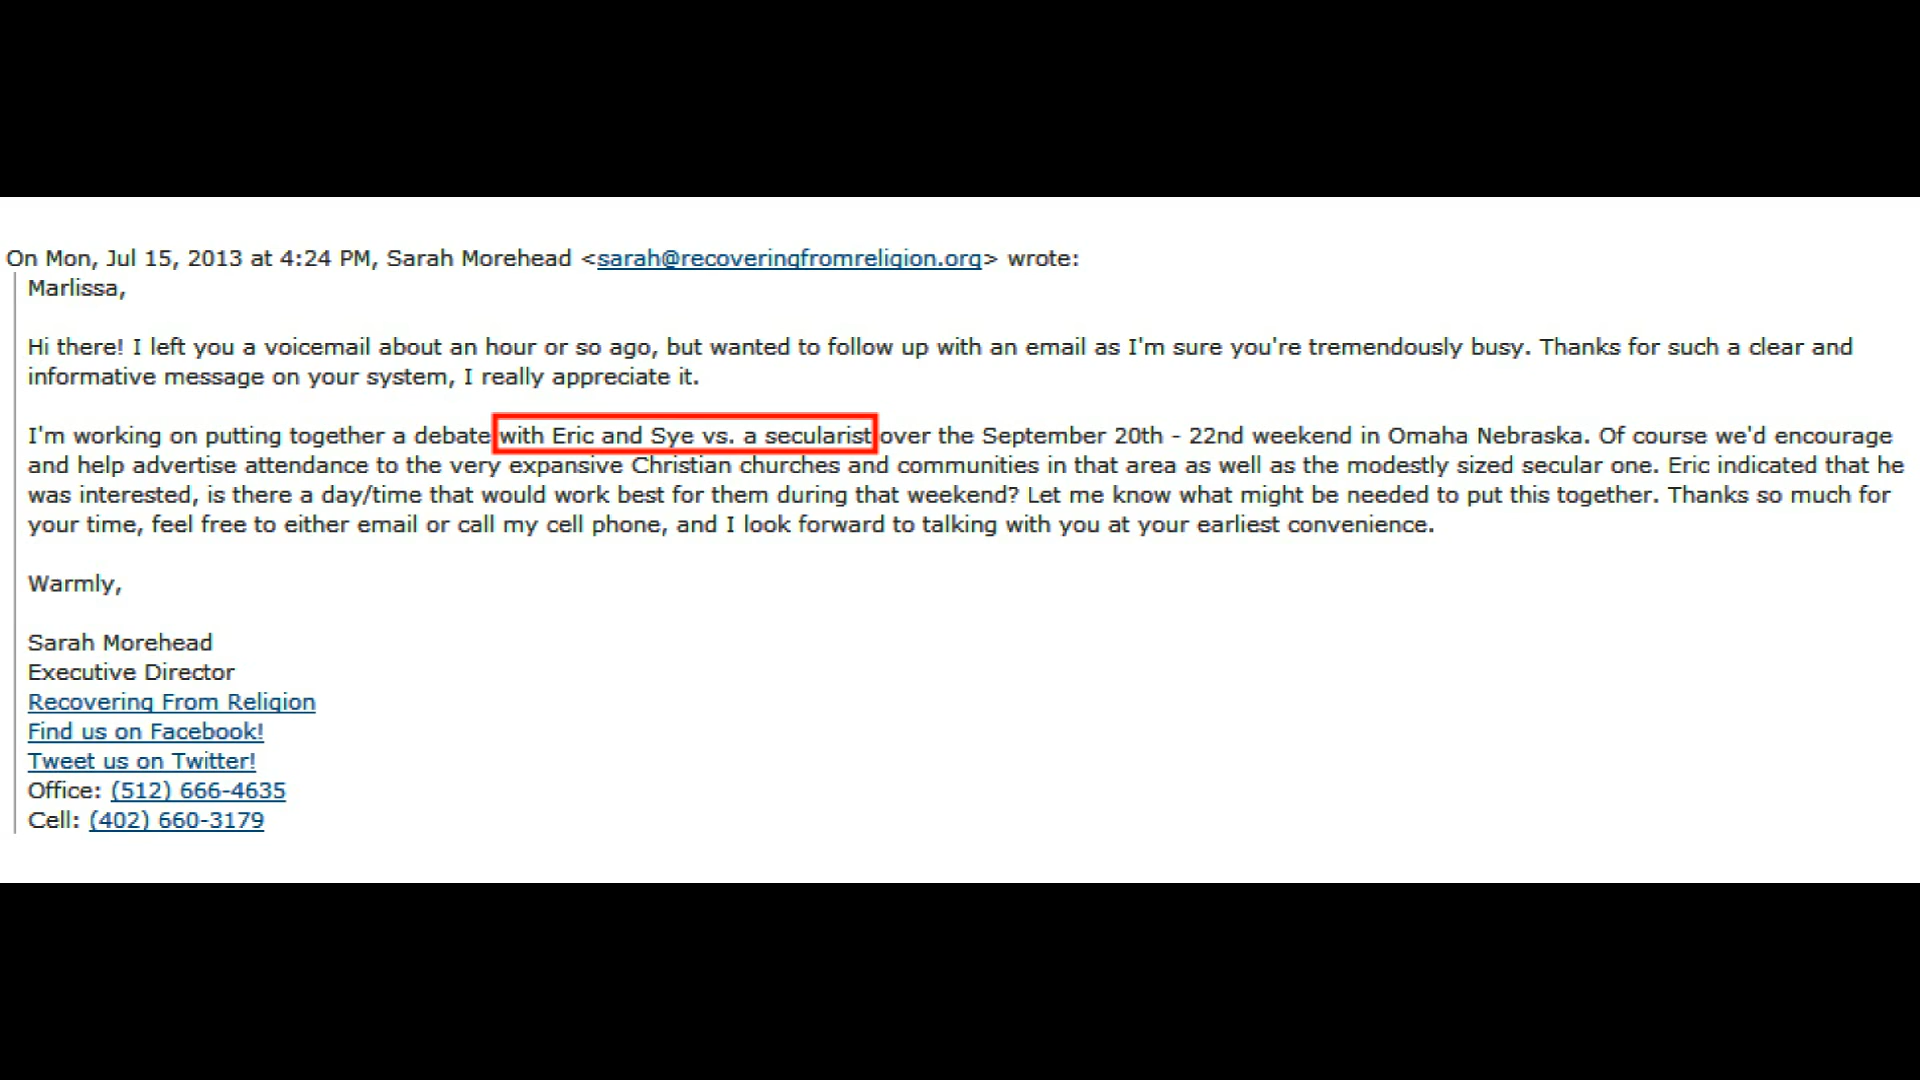 On Mon, Jul 15, 2013 at 4:24 PM, Sarah Morehead <sarah@recoveringfromreligion.org> wrote:
Marlissa,
Hi there! I left you a voicemail about an hour or so ago, but wanted to follow up with an email as I'm sure you're tremendously busy. Thanks for such a clear and
informative message on your system, I really appreciate it.
I'm working on putting together a debate with Eric and Sye vs. a secularist over the September 20th - 22nd weekend in Omaha Nebraska. Of course we'd encourage
and help advertise attendance to the very expansive Christian churches and communities in that area as well as the modestly sized secular one. Eric indicated that he
was interested, is there a day/time that would work best for them during that weekend? Let me know what might be needed to put this together. Thanks so much for
your time, feel free to either email or call my cell phone, and I look forward to talking with you at your earliest convenience.
Warmly,
Sarah Morehead
Executive Director
Recovering From Religion
Find us on Facebook!
Tweet us on Twitter!
Office: (512) 666-4635
Cell: (402) 660-3179